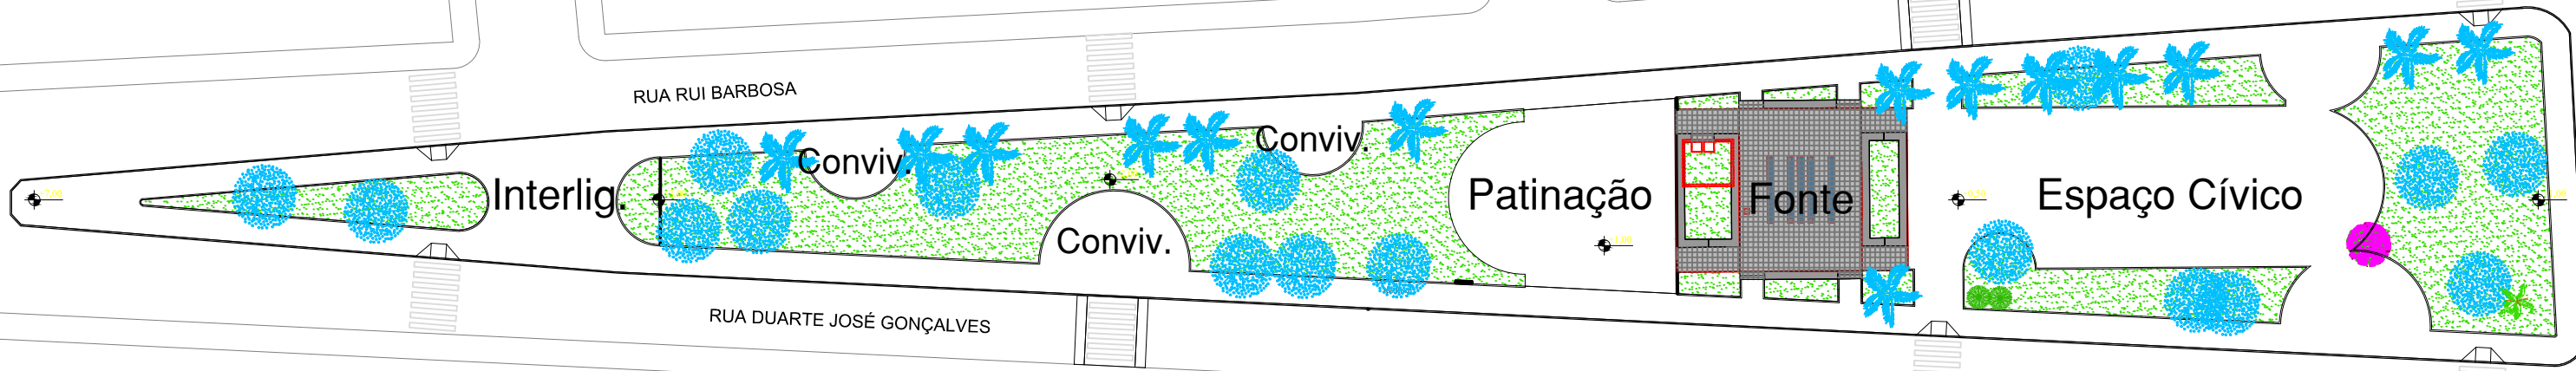 RUA RUI BARBOSA
Conviv.
Conviv.
Interlig.
Patinação
Fonte
Espaço Cívico
Conviv.
RUA DUARTE JOSÉ GONÇALVES